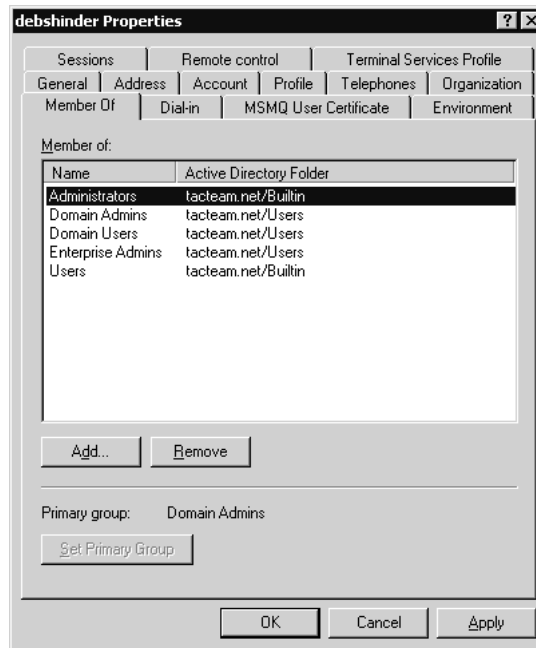 debshinder Properties
Sessions Remote control Terminal Services Profile
General Address Account Profile Telephones Organization
Member Of Dial-in MSMQ User Certificate Environment
Member of:
Name Active Directory Folder
Administrators tacteam.net/Builtin
Domain Admins tacteam.net/Users
Domain Users tacteam.net/Users
Enterprise Admins tacteam.net/Users
Users tacteam.net/Builtin
Add... Remove
Primary group: Domain Admins
Set Primary Group
OK Cancel Apply